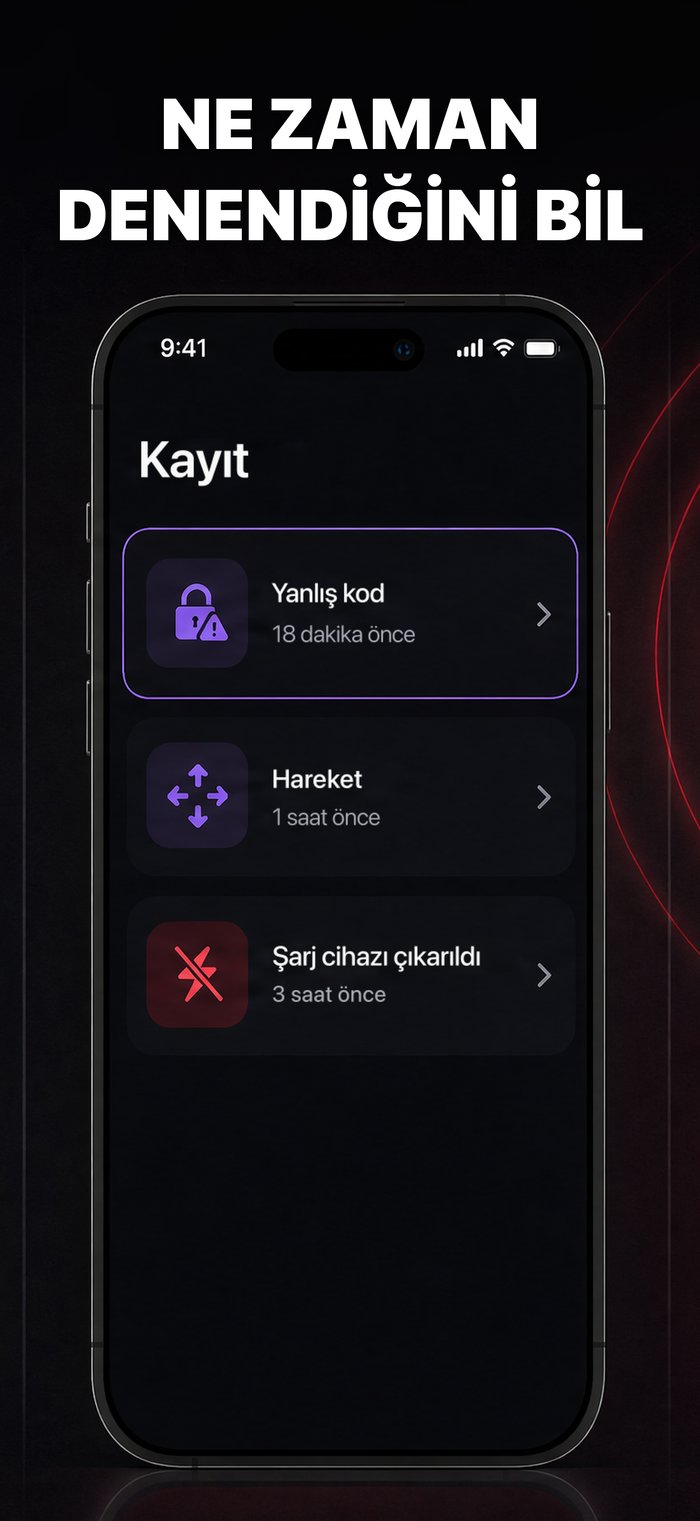 NE ZAMAN
DENENDİĞİNİ BİL
9:41
Kayıt
Yanlış kod
18 dakika önce
Hareket
1 saat önce
Şarj cihazı çıkarıldı
3 saat önce